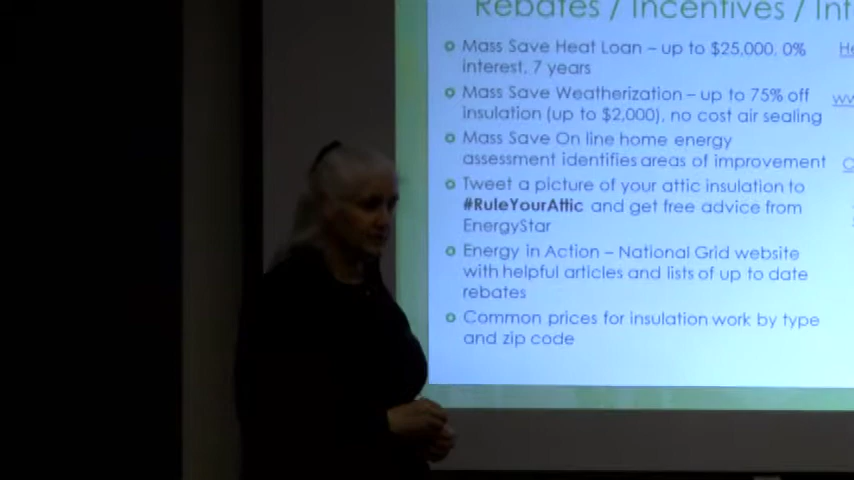 Rebates / Incentives /
Mass Save Heat Loan – up to $25,000, 0%
interest, 7 years
Mass Save Weatherization – up to 75% off
insulation (up to $2,000), no cost air sealing
Mass Save On line home energy
assessment identifies areas of improvement
Tweet a picture of your attic insulation to
#RuleYourAttic and get free advice from
EnergyStar
Energy in Action – National Grid website
with helpful articles and lists of up to date
rebates
Common prices for insulation work by type
and zip code